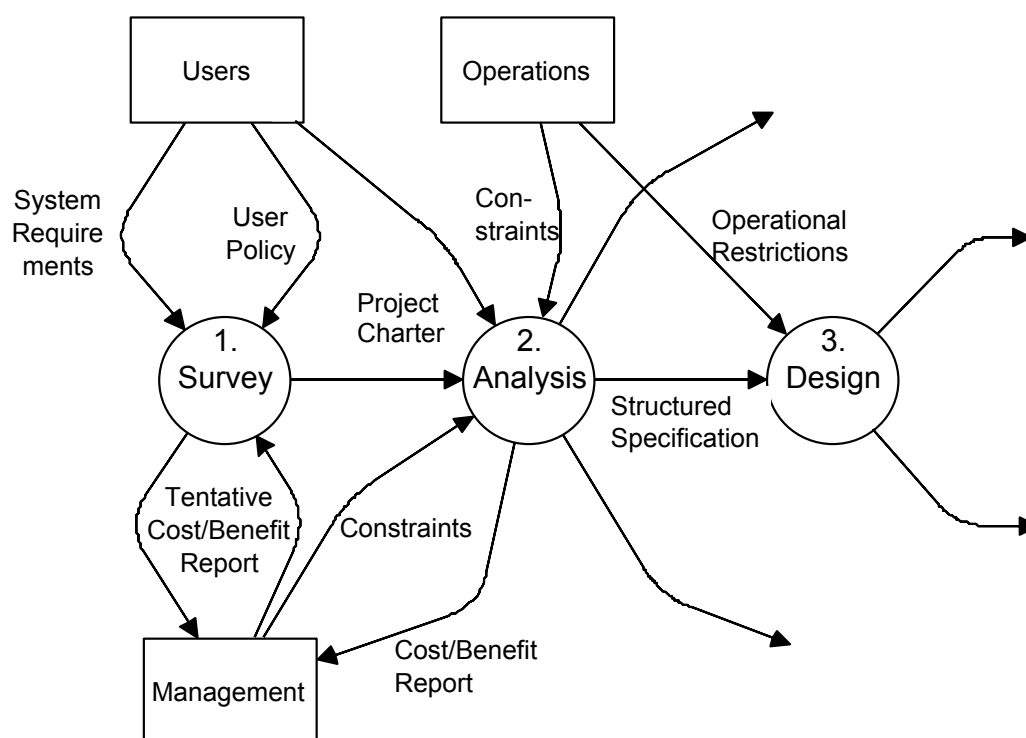 Users
Operations
System
Require
ments
User
Policy
Con-
straints
Operational
Restrictions
Project
Charter
1.
Survey
2.
Analysis
3.
Design
Structured
Specification
Tentative
Cost/Benefit
Report
Constraints
Management
Cost/Benefit
Report